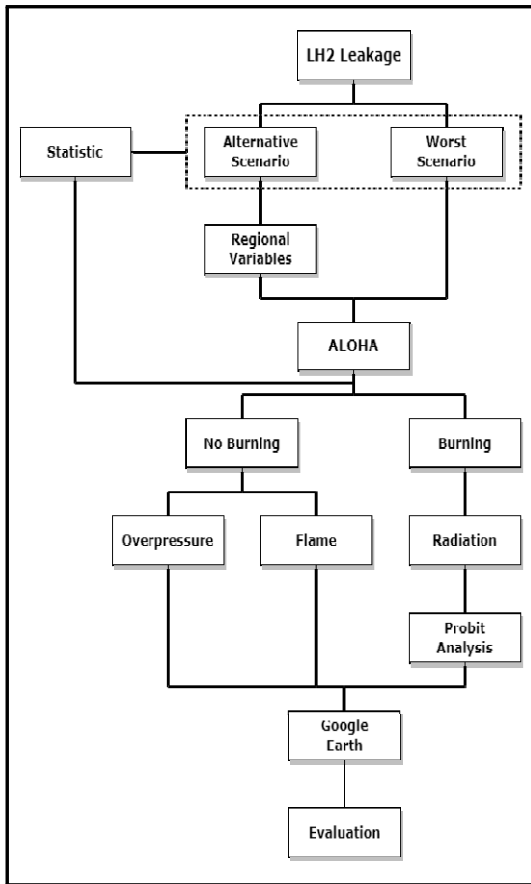 LH2 Leakage
Statistic
Alternative
Scenario
Worst
Scenario
Regional
Variables
ALOHA
No Burning
Burning
Overpressure
Flame
Radiation
Probit
Analysis
Google
Earth
Evaluation